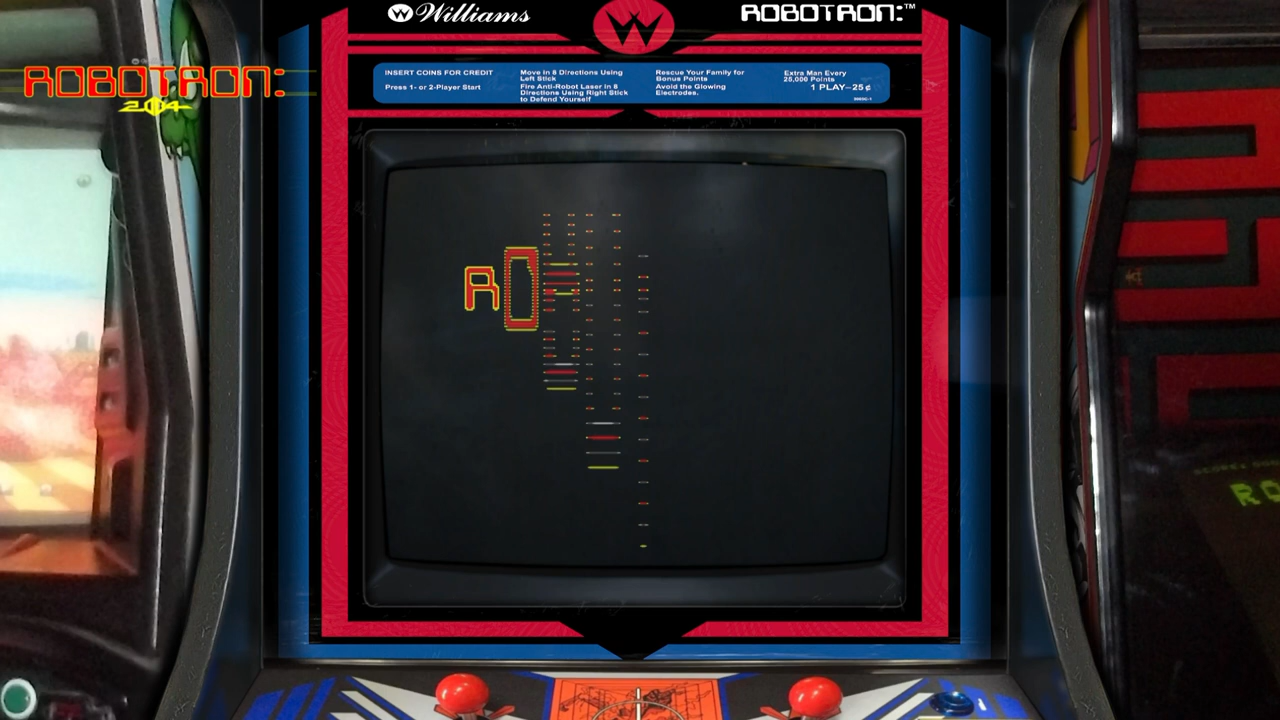 Williams
ROBOTRON:™
ROBOTRON:
2084
INSERT COINS FOR CREDIT
Press 1- or 2-Player Start
Move in 8 Directions Using
Left Stick
Fire Anti-Robot Laser in 8
Directions Using Right Stick
to Defend Yourself
Rescue Your Family for
Bonus Points
Avoid the Glowing
Electrodes.
Extra Man Every
25,000 Points
1 PLAY–25¢
RO
RO